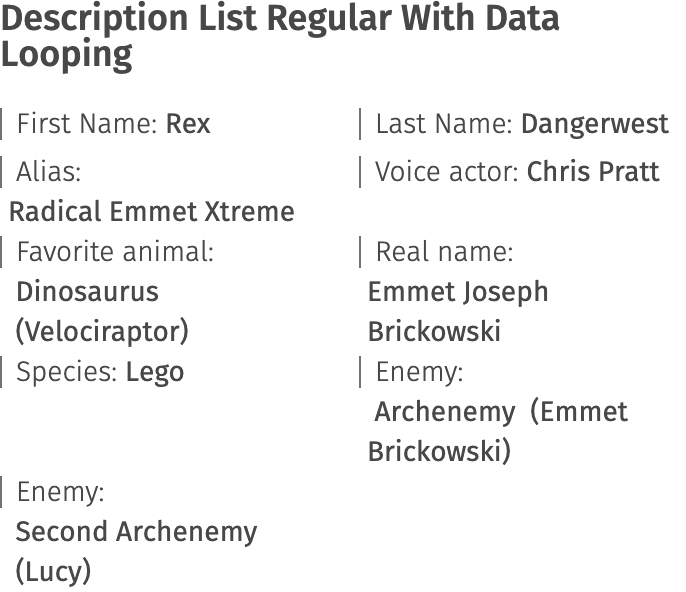 Description List Regular With Data
Looping
First Name: Rex
Last Name: Dangerwest
Alias:
Radical Emmet Xtreme
Voice actor: Chris Pratt
Favorite animal:
Dinosaurus
(Velociraptor)
Real name:
Emmet Joseph
Brickowski
Species: Lego
Enemy:
Archenemy (Emmet
Brickowski)
Enemy:
Second Archenemy
(Lucy)